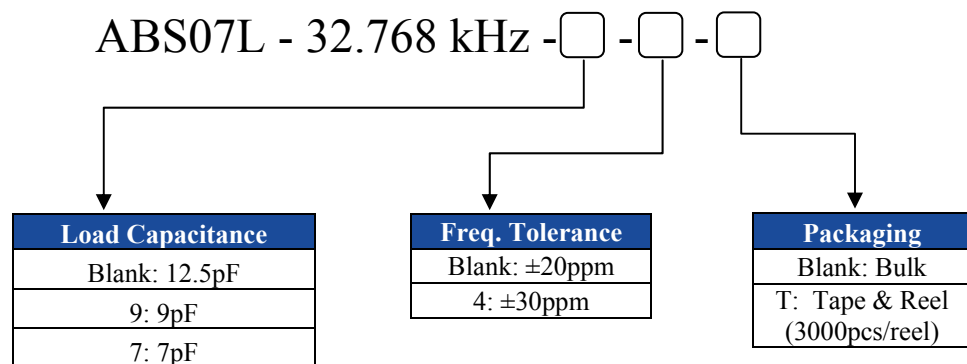 ABS07L - 32.768 kHz - - -
Load Capacitance
Blank: 12.5pF
9: 9pF
7: 7pF
Freq. Tolerance
Blank: ±20ppm
4: ±30ppm
Packaging
Blank: Bulk
T: Tape & Reel
(3000pcs/reel)